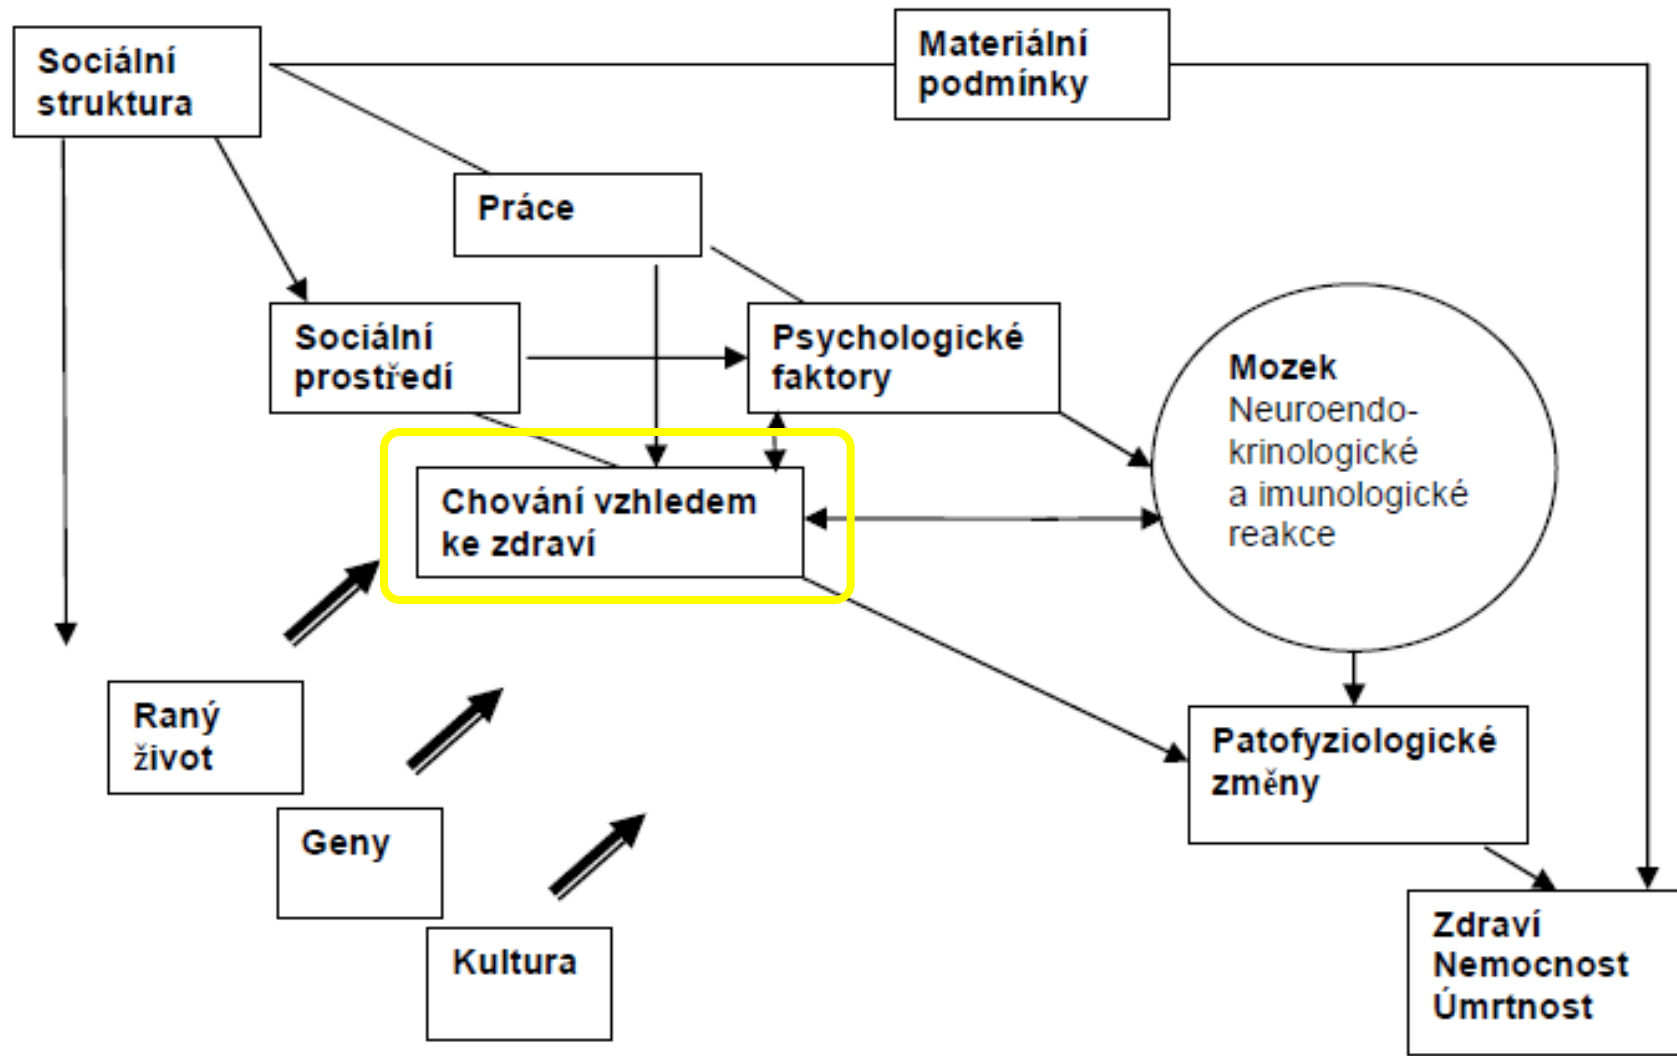 Sociální
struktura
Materiální
podmínky
Práce
Sociální
prostředí
Psychologické
faktory
Mozek
Neuroendo-
krinologické
a imunologické
reakce
Chování vzhledem
ke zdraví
Raný
život
Geny
Kultura
Patofyziologické
změny
Zdraví
Nemocnost
Úmrtnost